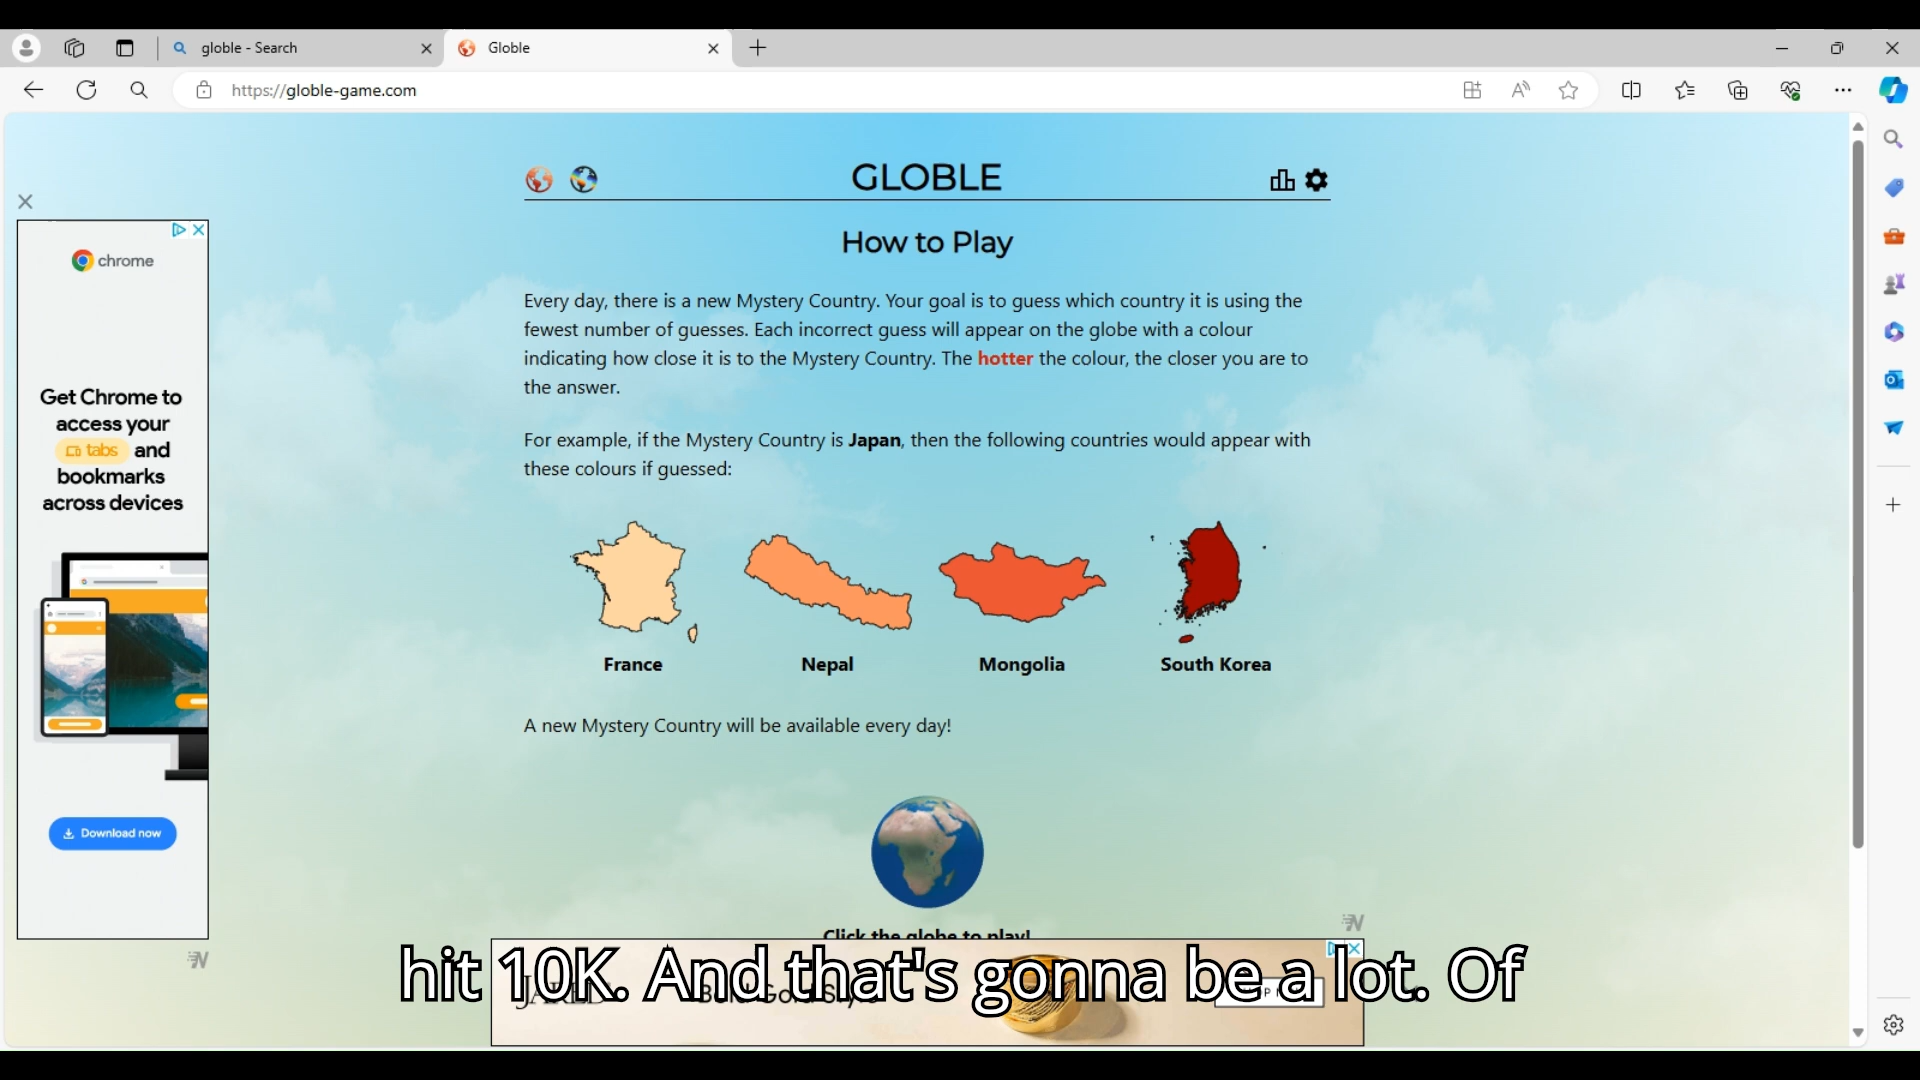 globle - Search
Globle
https://globle-game.com
GLOBLE
How to Play
Every day, there is a new Mystery Country. Your goal is to guess which country it is using the
fewest number of guesses. Each incorrect guess will appear on the globe with a colour
indicating how close it is to the Mystery Country. The hotter the colour, the closer you are to
the answer.
For example, if the Mystery Country is Japan, then the following countries would appear with
these colours if guessed:
France
Nepal
Mongolia
South Korea
A new Mystery Country will be available every day!
Click the globe to play!
chrome
Get Chrome to
access your
tabs and
bookmarks
across devices
Download now
hit 10K. And that's gonna be a lot. Of